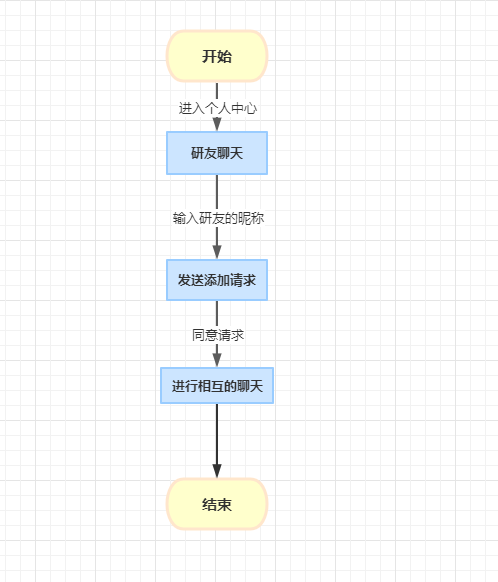 开始
进入个人中心
研友聊天
输入研友的昵称
发送添加请求
同意请求
进行相互的聊天
结束